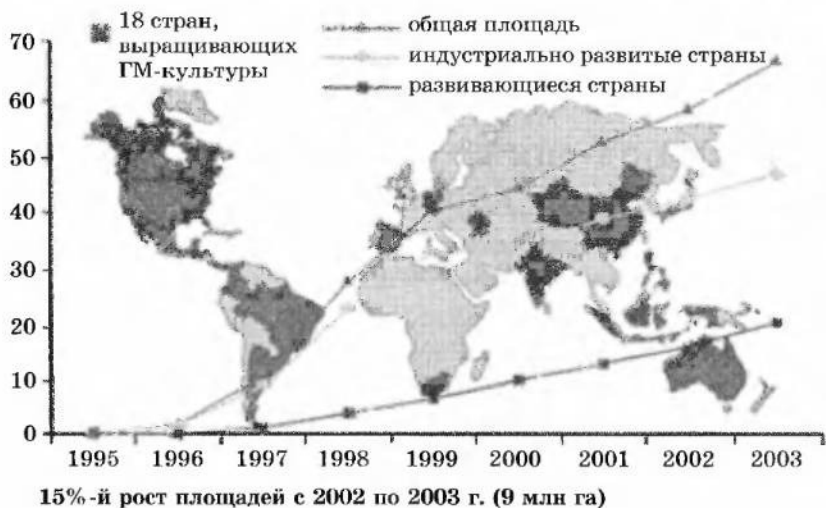 18 стран,
выращивающих
ГМ-культуры
общая площадь
индустриально развитые страны
развивающиеся страны
70
60
50
40
30
20
10
0
1995 1996 1997 1998 1999 2000 2001 2002 2003
15%-й рост площадей с 2002 по 2003 г. (9 млн га)